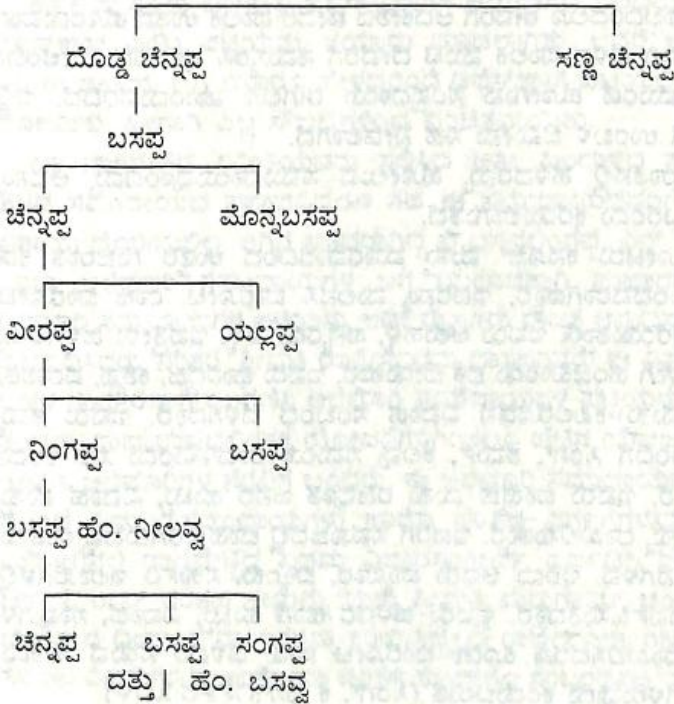 ದೊಡ್ಡ ಚೆನ್ನಪ್ಪ ಸಣ್ಣ ಚೆನ್ನಪ್ಪ
ಬಸಪ್ಪ
ಚೆನ್ನಪ್ಪ ಮೊನ್ನಬಸಪ್ಪ
ವೀರಪ್ಪ ಯಲ್ಲಪ್ಪ
ನಿಂಗಪ್ಪ ಬಸಪ್ಪ
ಬಸಪ್ಪ ಹೆಂ. ನೀಲವ್ವ
ಚೆನ್ನಪ್ಪ ಬಸಪ್ಪ ಸಂಗಪ್ಪ
ದತ್ತು | ಹೆಂ. ಬಸವ್ವ